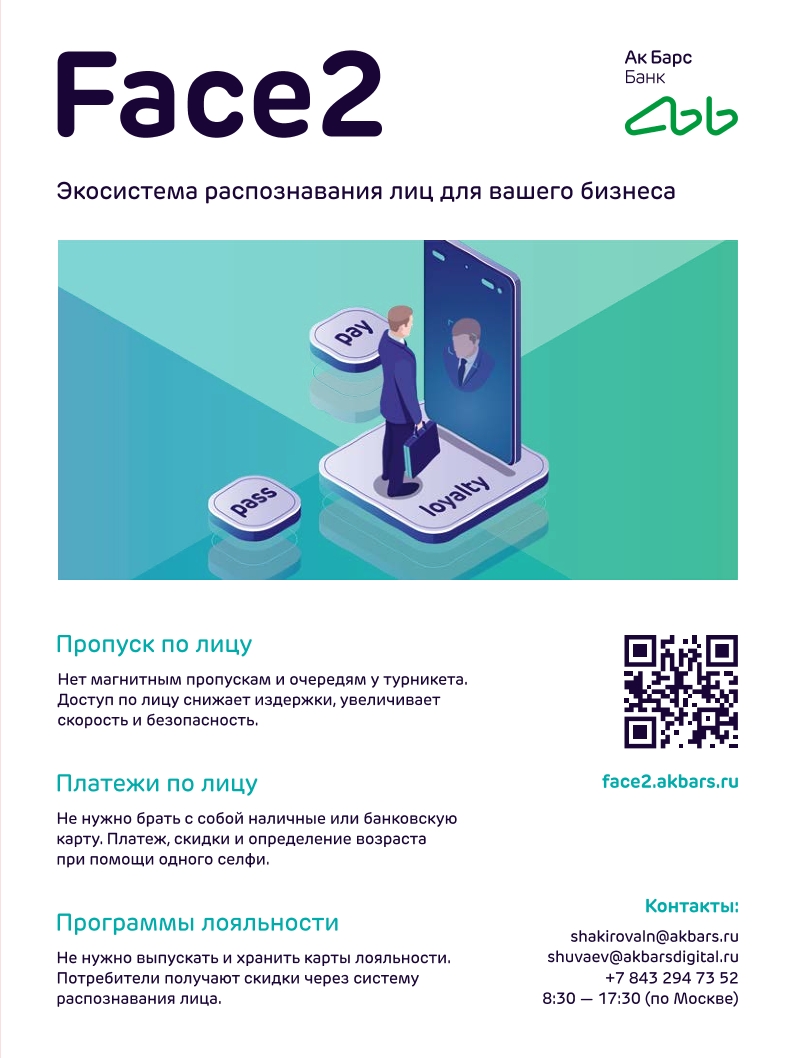 Face2
Ак Барс
Банк
Экосистема распознавания лиц для вашего бизнеса
pay
loyalty
pass
Пропуск по лицу
Нет магнитным пропускам и очередям у турникета.
Доступ по лицу снижает издержки, увеличивает
скорость и безопасность.
Платежи по лицу
Не нужно брать с собой наличные или банковскую
карту. Платеж, скидки и определение возраста
при помощи одного селфи.
Программы лояльности
Не нужно выпускать и хранить карты лояльности.
Потребители получают скидки через систему
распознавания лица.
face2.akbars.ru
Контакты:
shakirovaln@akbars.ru
shuvaev@akbarsdigital.ru
+7 843 294 73 52
8:30 — 17:30 (по Москве)